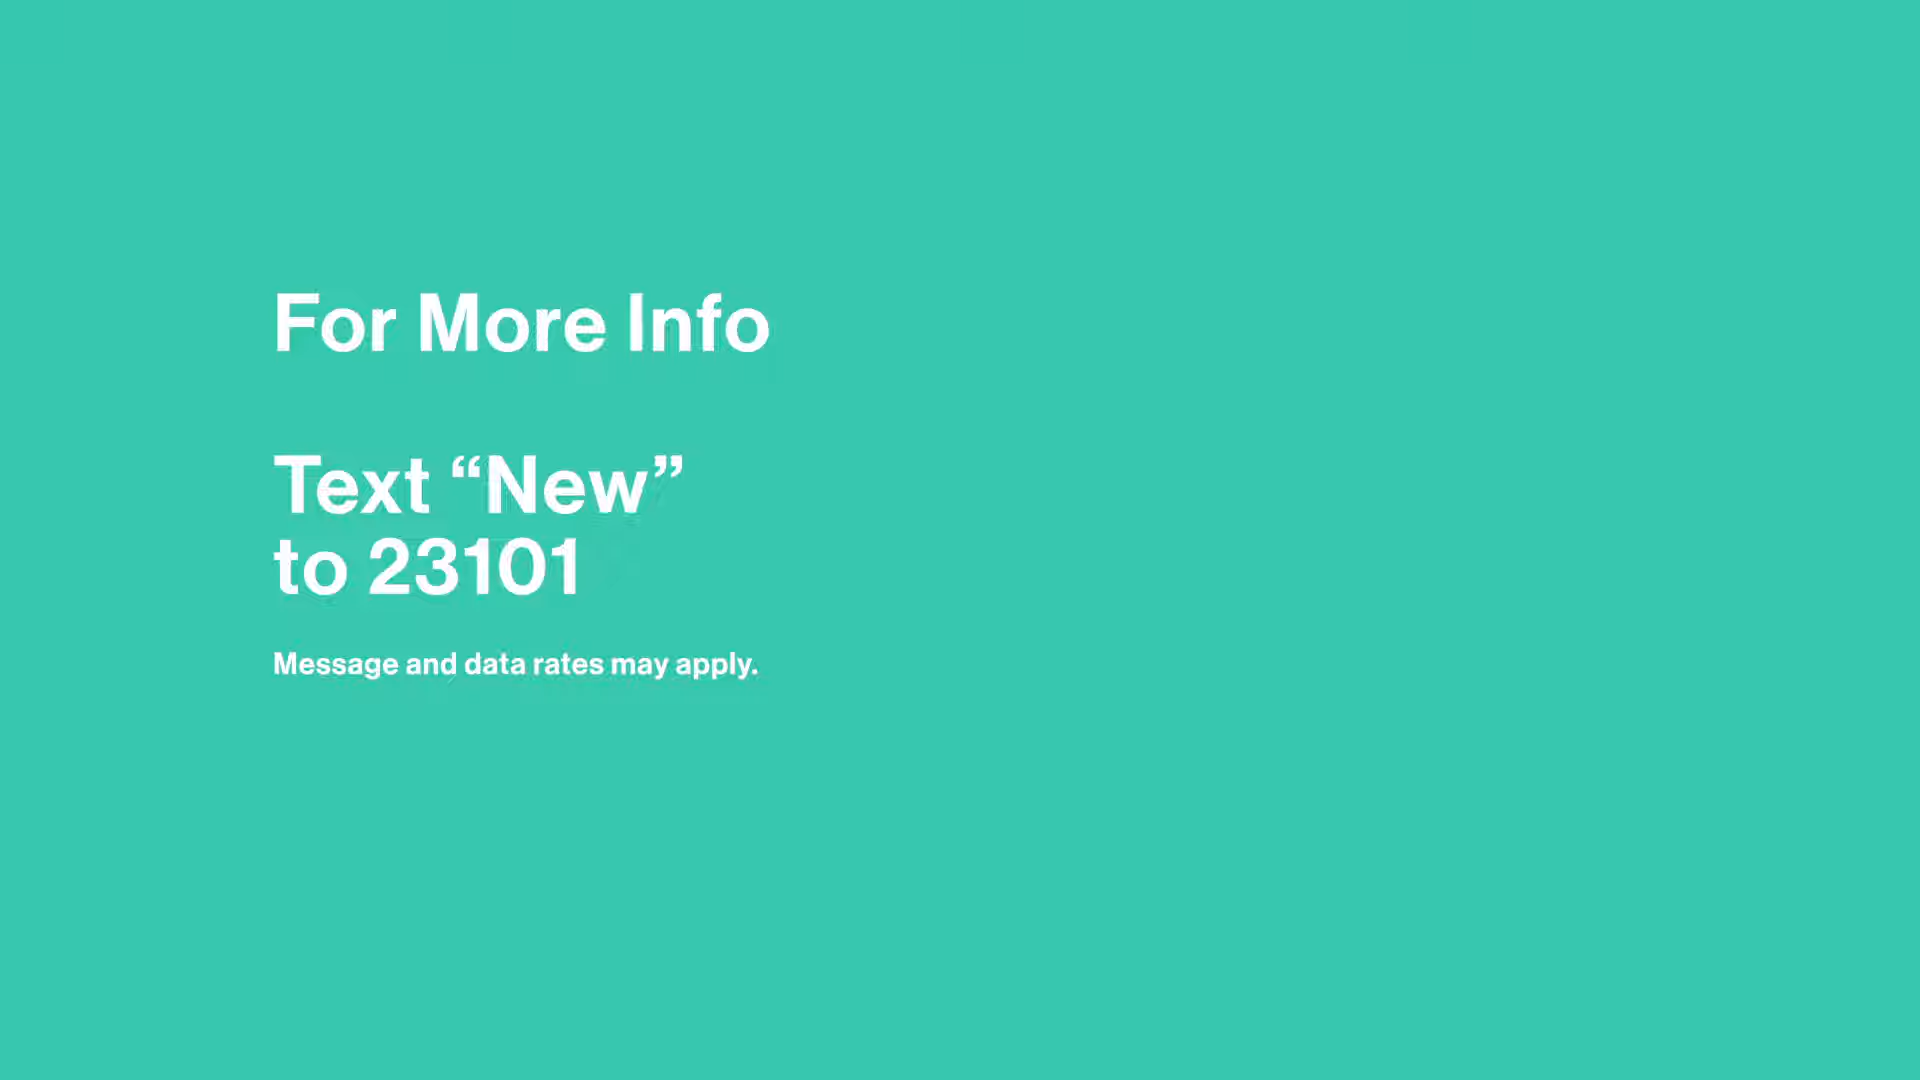 For More Info
Text “New”
to 23101
Message and data rates may apply.